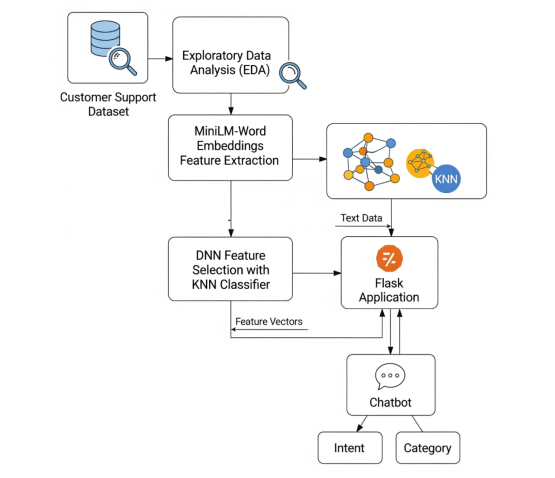 Exploratory Data
Analysis (EDA)
Customer Support
Dataset
MiniLM-Word
Embeddings
Feature Extraction
KNN
Text Data
DNN Feature
Selection with
KNN Classifier
Flask
Application
Feature Vectors
Chatbot
Intent
Category